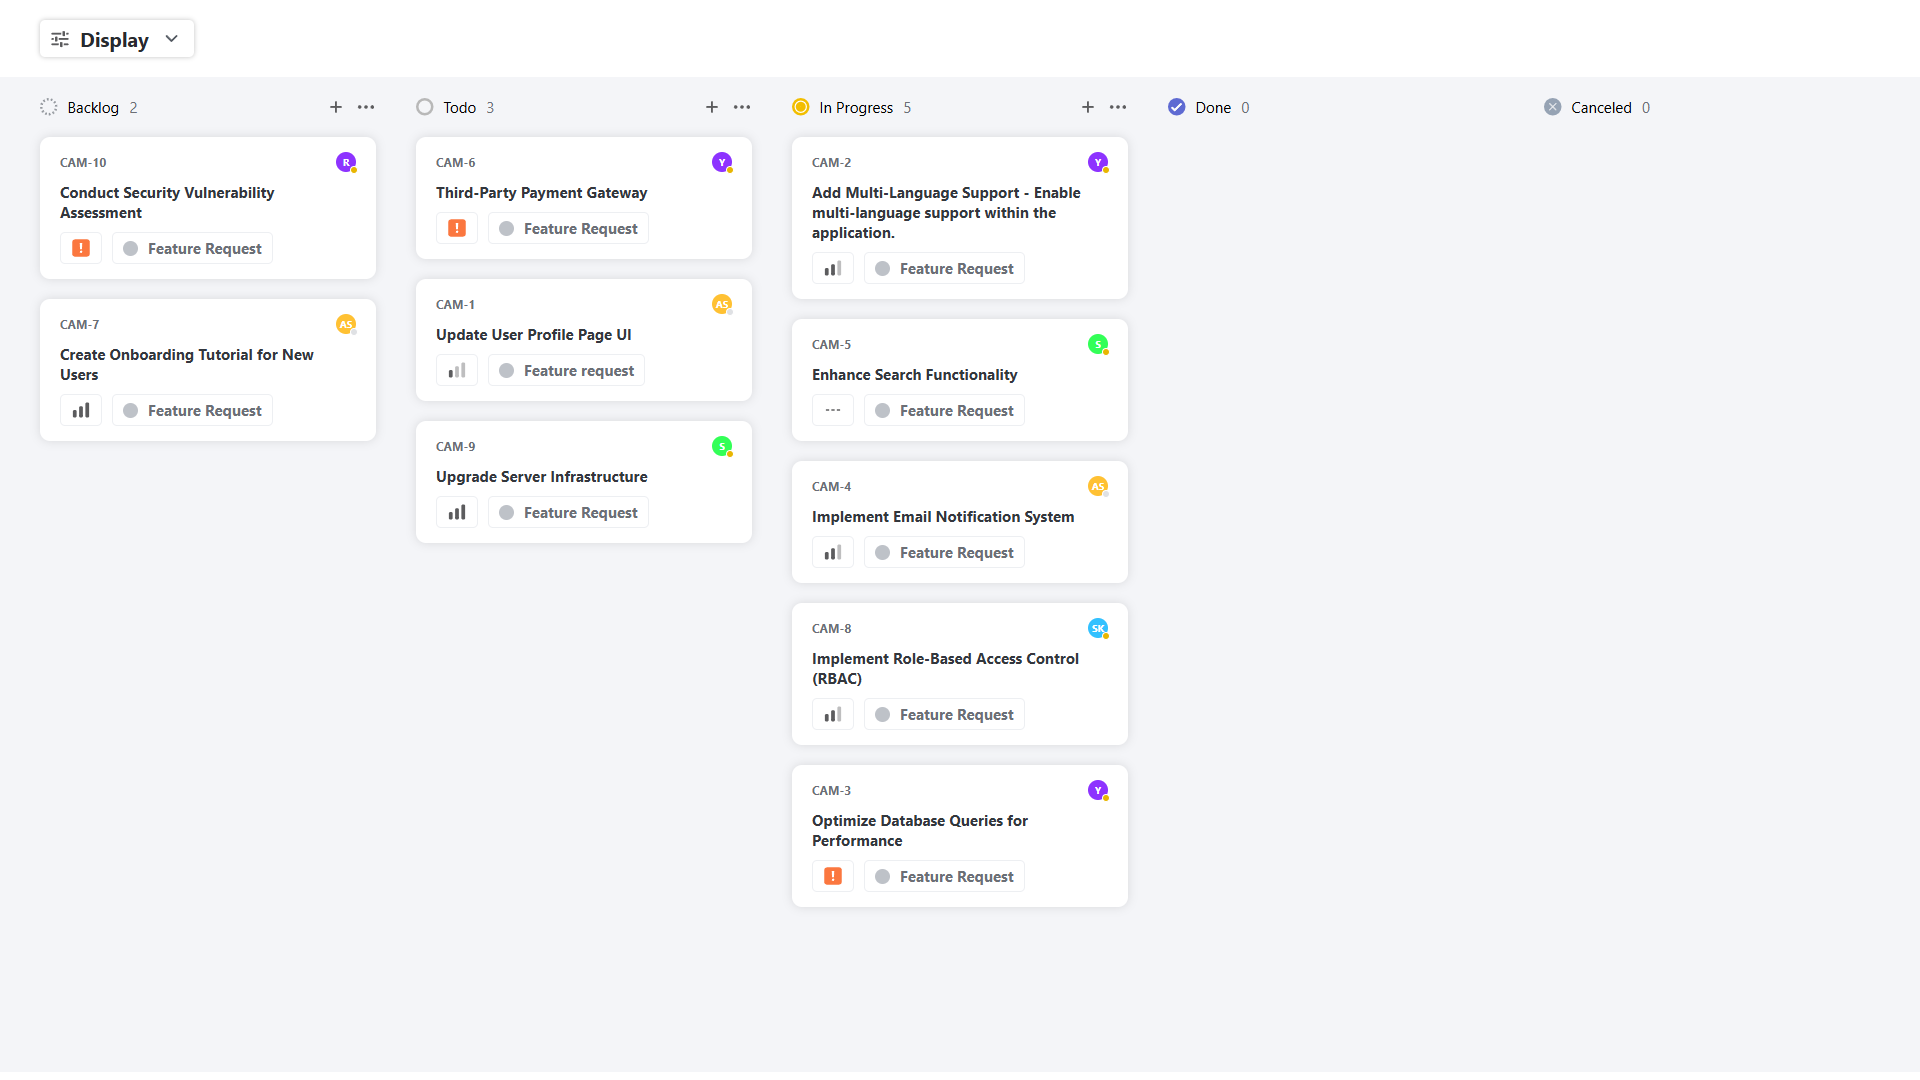 Display
Backlog 2
CAM-10
R
Conduct Security Vulnerability
Assessment
!
Feature Request
CAM-7
AS
Create Onboarding Tutorial for New
Users
Feature Request
Todo 3
CAM-6
Y
Third-Party Payment Gateway
!
Feature Request
CAM-1
AS
Update User Profile Page UI
Feature request
CAM-9
S
Upgrade Server Infrastructure
Feature Request
In Progress 5
CAM-2
Y
Add Multi-Language Support - Enable
multi-language support within the
application.
Feature Request
CAM-5
S
Enhance Search Functionality
Feature Request
CAM-4
AS
Implement Email Notification System
Feature Request
CAM-8
SK
Implement Role-Based Access Control
(RBAC)
Feature Request
CAM-3
Y
Optimize Database Queries for
Performance
!
Feature Request
Done 0
Canceled 0